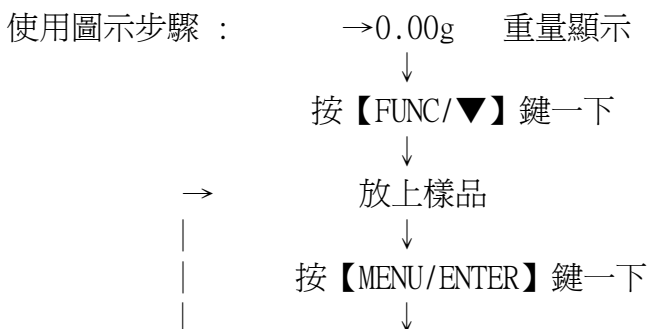 使用圖示步驟 : →0.00g 重量顯示
↓
按【FUNC/▼】鍵一下
↓
→ 放上樣品
| ↓
| 按【MENU/ENTER】鍵一下
| ↓